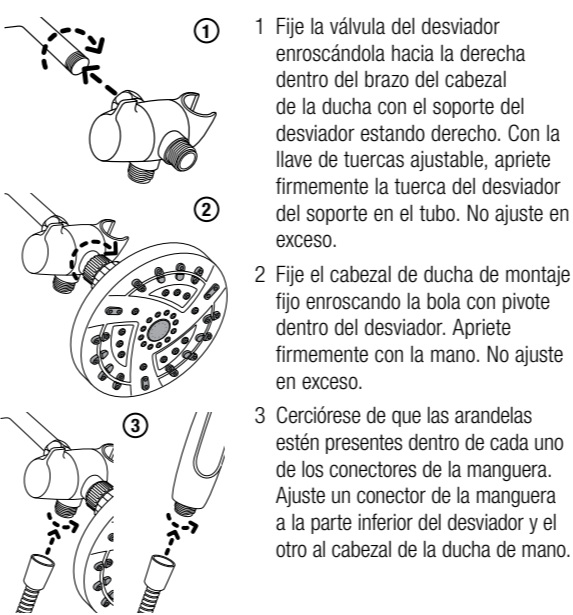 1
1 Fije la válvula del desviador
enroscándola hacia la derecha
dentro del brazo del cabezal
de la ducha con el soporte del
desviador estando derecho. Con la
llave de tuercas ajustable, apriete
firmemente la tuerca del desviador
del soporte en el tubo. No ajuste en
exceso.
2
2 Fije el cabezal de ducha de montaje
fijo enroscando la bola con pivote
dentro del desviador. Apriete
firmemente con la mano. No ajuste
en exceso.
3
3 Cerciórese de que las arandelas
estén presentes dentro de cada uno
de los conectores de la manguera.
Ajuste un conector de la manguera
a la parte inferior del desviador y el
otro al cabezal de la ducha de mano.